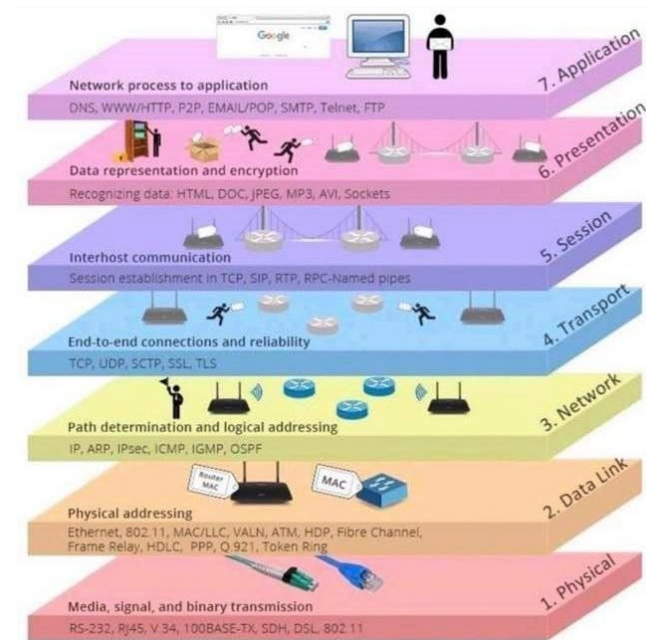 Google
7. Application
Network process to application
DNS, WWW/HTTP, P2P, EMAIL/POP, SMTP, Telnet, FTP
6. Presentation
Data representation and encryption
Recognizing data: HTML, DOC, JPEG, MP3, AVI, Sockets
5. Session
Interhost communication
Session establishment in TCP, SIP, RTP, RPC-Named pipes
4. Transport
End-to-end connections and reliability
TCP, UDP, SCTP, SSL, TLS
3. Network
Path determination and logical addressing
IP, ARP, IPsec, ICMP, IGMP, OSPF
2. Data Link
Router
MAC
MAC
Physical addressing
Ethernet, 802.11, MAC/LLC, VALN, ATM, HDP, Fibre Channel,
Frame Relay, HDLC, PPP, Q.921, Token Ring
1. Physical
Media, signal, and binary transmission
RS-232, RJ45, V.34, 100BASE-TX, SDH, DSL, 802.11